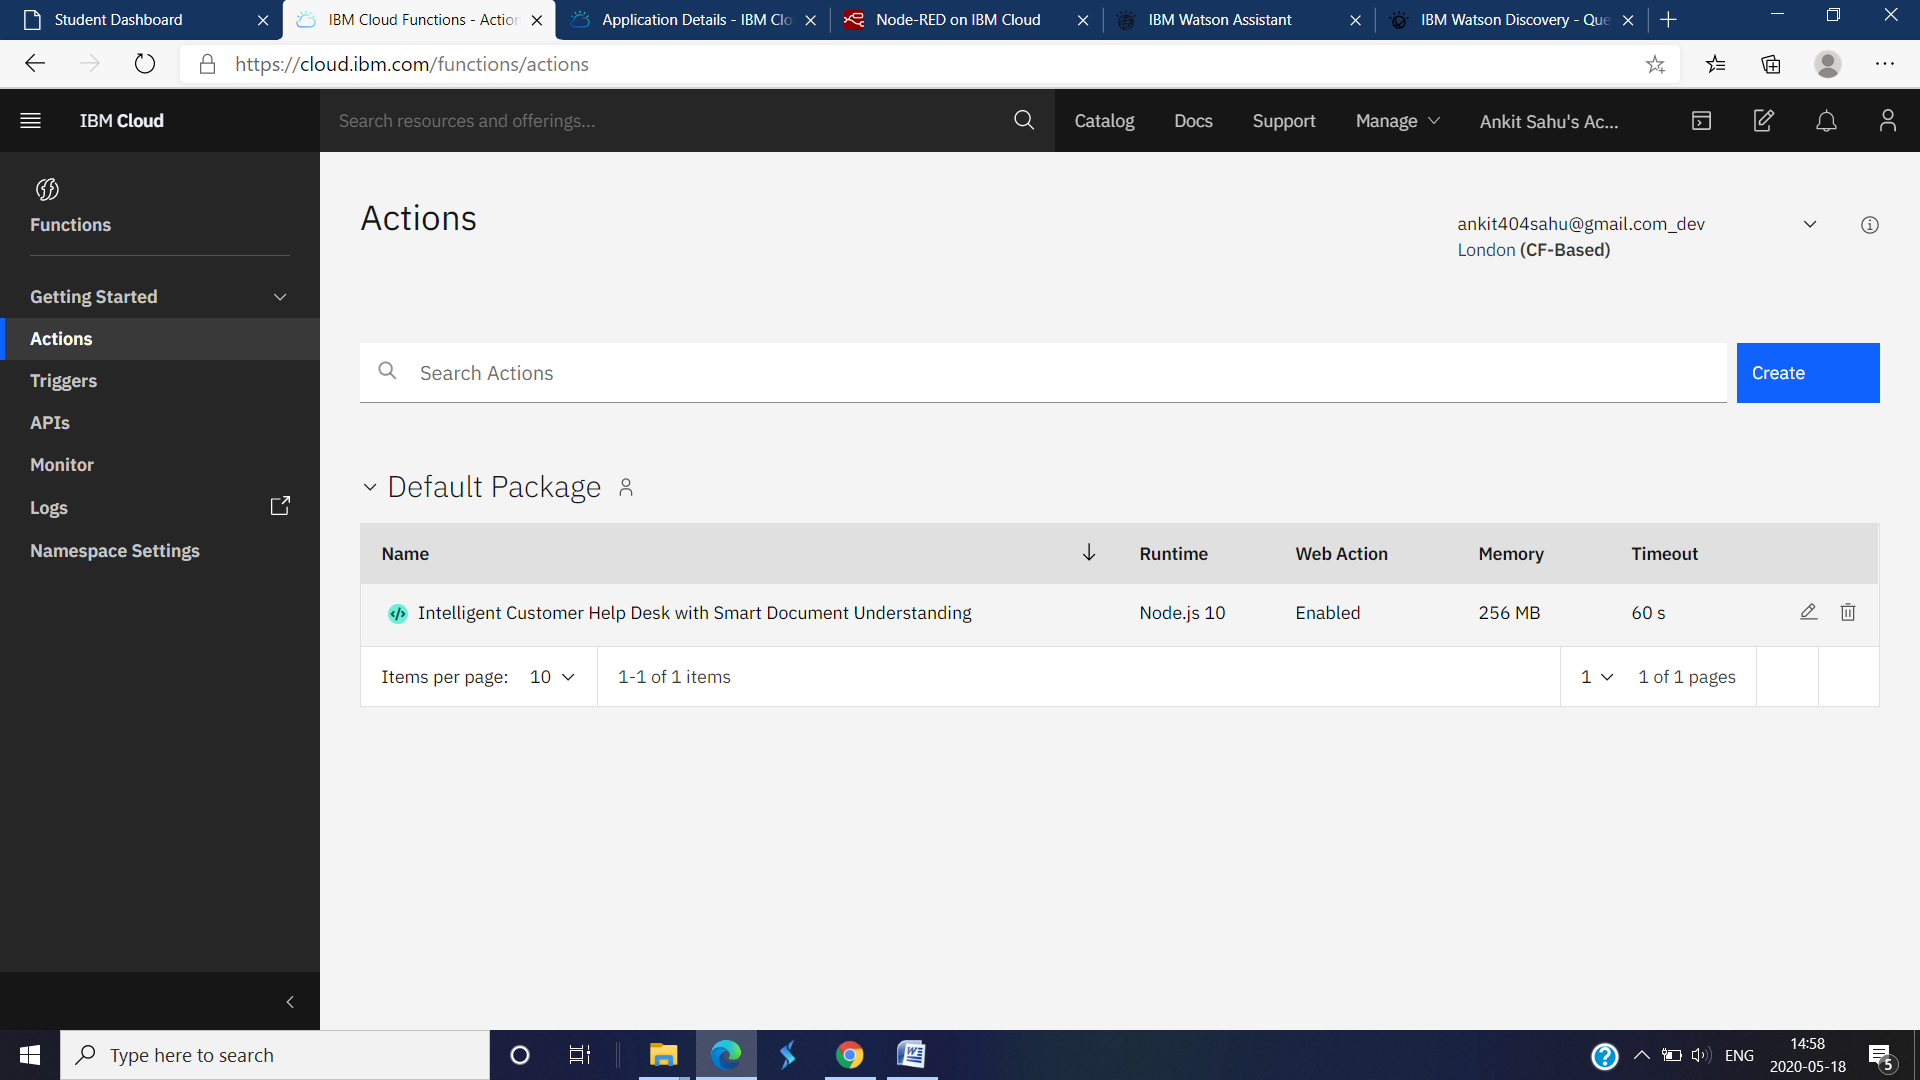 Student Dashboard
IBM Cloud Functions - Action
Application Details - IBM Clo
Node-RED on IBM Cloud
IBM Watson Assistant
IBM Watson Discovery - Que
https://cloud.ibm.com/functions/actions
IBM Cloud
Search resources and offerings...
Catalog
Docs
Support
Manage
Ankit Sahu's Ac...
Functions
Getting Started
Actions
Triggers
APIs
Monitor
Logs
Namespace Settings
Actions
ankit404sahu@gmail.com_dev
London (CF-Based)
Search Actions
Create
Default Package
Name Runtime Web Action Memory Timeout
Intelligent Customer Help Desk with Smart Document Understanding Node.js 10 Enabled 256 MB 60 s
Items per page: 10 1-1 of 1 items 1 1 of 1 pages
Type here to search
ENG
14:58
2020-05-18
5